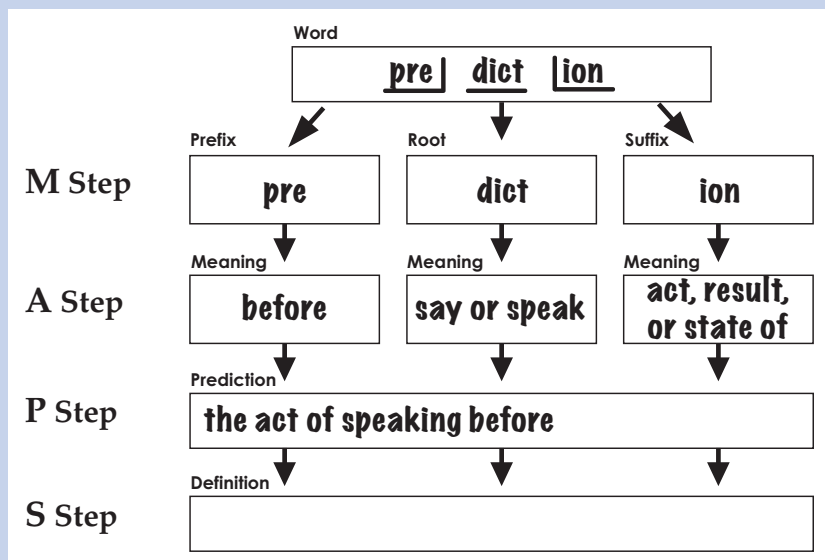 Word
pre dict ion
Prefix Root Suffix
M Step pre dict ion
Meaning Meaning Meaning
A Step before say or speak act, result,
or state of
Prediction
P Step the act of speaking before
Definition
S Step